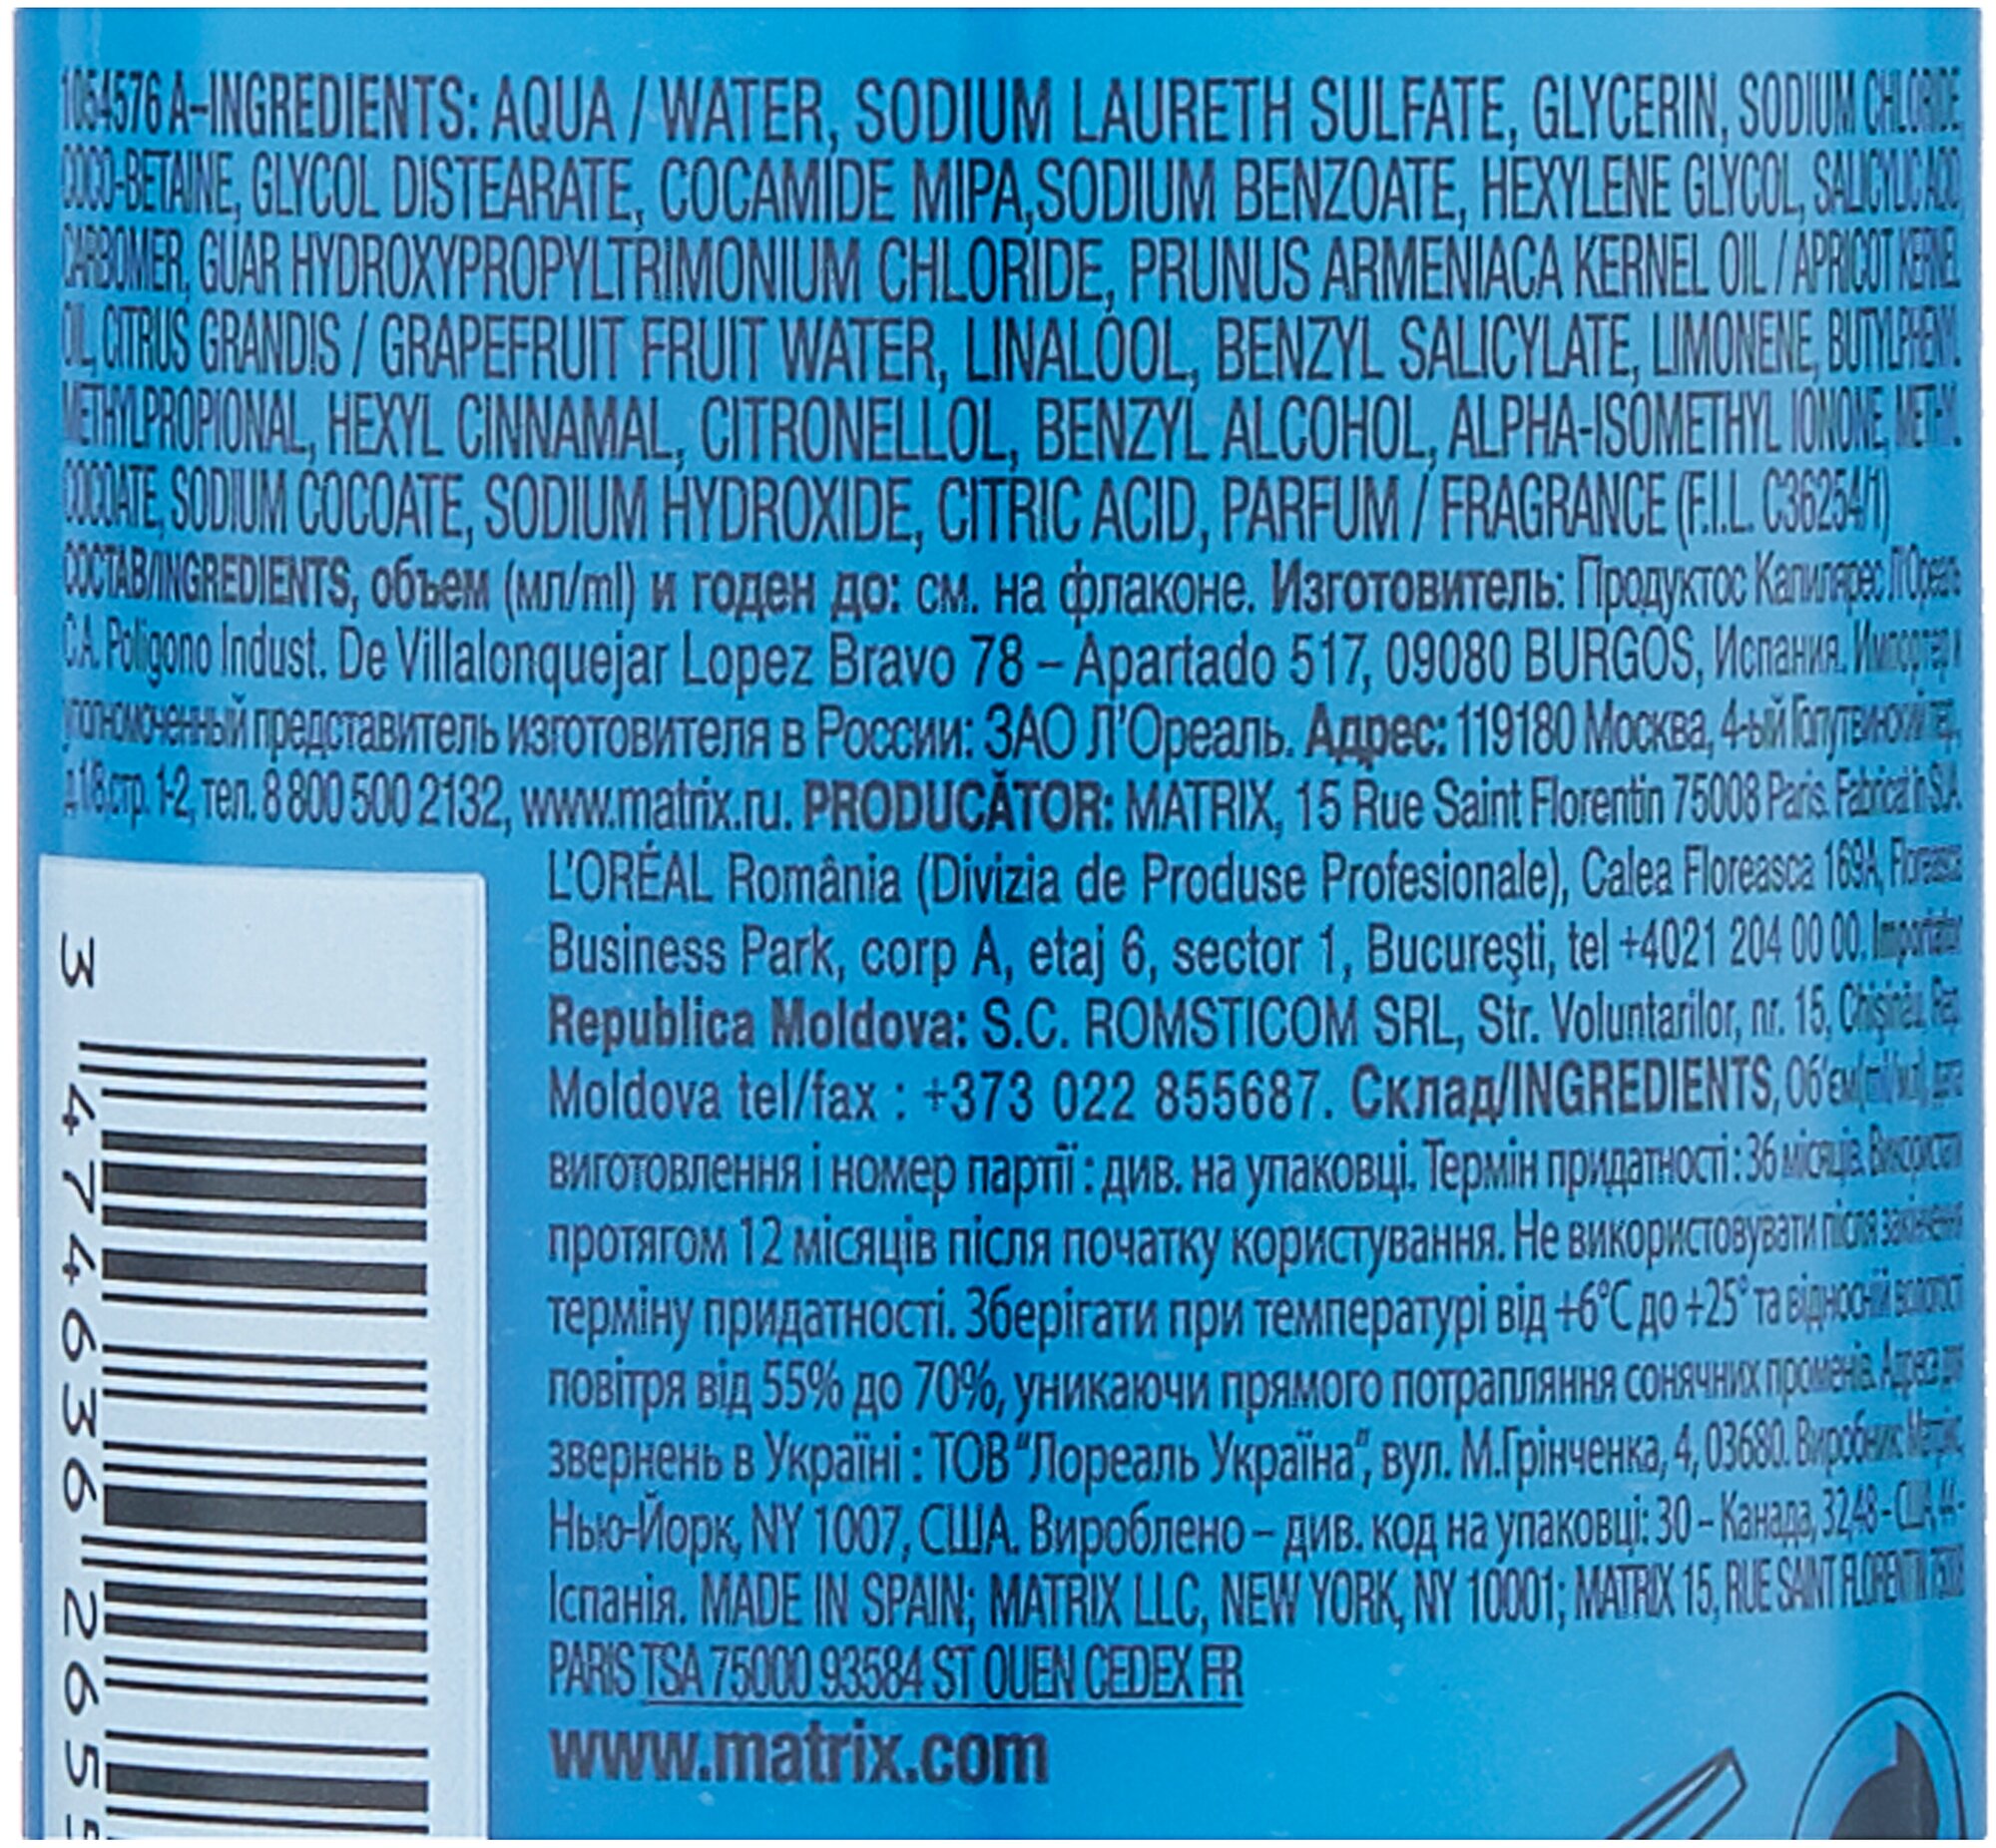 1054576 A-INGREDIENTS: AQUA / WATER, SODIUM LAURETH SULFATE, GLYCERIN, SODIUM CHLORIDE,
COCO-BETAINE, GLYCOL DISTEARATE, COCAMIDE MIPA,SODIUM BENZOATE, HEXYLENE GLYCOL, SALICYLIC ACID,
CARBOMER, GUAR HYDROXYPROPYLTRIMONIUM CHLORIDE, PRUNUS ARMENIACA KERNEL OIL / APRICOT KERNEL
OIL, CITRUS GRANDIS / GRAPEFRUIT FRUIT WATER, LINALOOL, BENZYL SALICYLATE, LIMONENE, BUTYLPHENYL
METHYLPROPIONAL, HEXYL CINNAMAL, CITRONELLOL, BENZYL ALCOHOL, ALPHA-ISOMETHYL IONONE, METHYL
COCOATE, SODIUM COCOATE, SODIUM HYDROXIDE, CITRIC ACID, PARFUM / FRAGRANCE (F.I.L. C36254/1)
СОСТАВ/INGREDIENTS, объем (мл/ml) и годен до: см. на флаконе. Изготовитель: Продуктос Капилярес Л'Ореаль
C.A. Poligono Indust. De Villalonquejar Lopez Bravo 78 – Apartado 517, 09080 BURGOS, Испания. Импортер и
уполномоченный представитель изготовителя в России: ЗАО Л'Ореаль. Адрес: 119180 Москва, 4-ый Голутвинский пер.,
д.1/8,стр. 1-2, тел. 8 800 500 2132, www.matrix.ru. PRODUCĂTOR: MATRIX, 15 Rue Saint Florentin 75008 Paris. Fabricat în S.A.
L'ORÉAL România (Divizia de Produse Profesionale), Calea Floreasca 169A, Floreasca
Business Park, corp A, etaj 6, sector 1, Bucureşti, tel +4021 204 00 00. Importator
Republica Moldova: S.C. ROMSTICOM SRL, Str. Voluntarilor, nr. 15, Chişinău, Rep.
Moldova tel/fax : +373 022 855687. Склад/INGREDIENTS, Об'єм(ml/мл), дата
виготовлення і номер партії : див. на упаковці. Термін придатності : 36 місяців. Використати
протягом 12 місяців після початку користування. Не використовувати після закінчення
терміну придатності. Зберігати при температурі від +6°C до +25° та відносній вологості
повітря від 55% до 70%, уникаючи прямого потрапляння сонячних променів. Адреса для
звернень в Україні : ТОВ "Лореаль Україна", вул. М.Грінченка, 4, 03680. Виробник: Матрікс,
Нью-Йорк, NY 1007, США. Вироблено – див. код на упаковці: 30 – Канада, 32,48 - США, 44 -
Іспанія. MADE IN SPAIN; MATRIX LLC, NEW YORK, NY 10001; MATRIX 15, RUE SAINT FLORENTIN 75008
PARIS TSA 75000 93584 ST OUEN CEDEX FR
www.matrix.com
3 474636 265